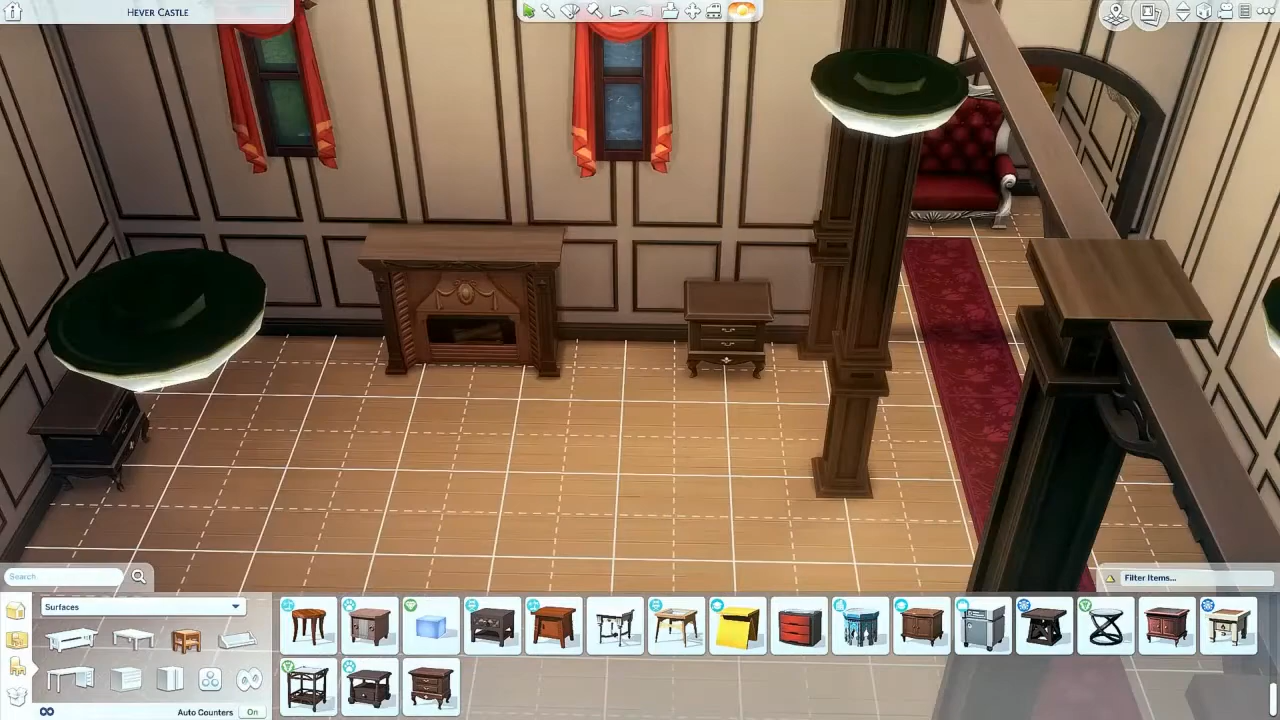 HEVER CASTLE
Search
Filter Items...
Surfaces
Auto Counters
On